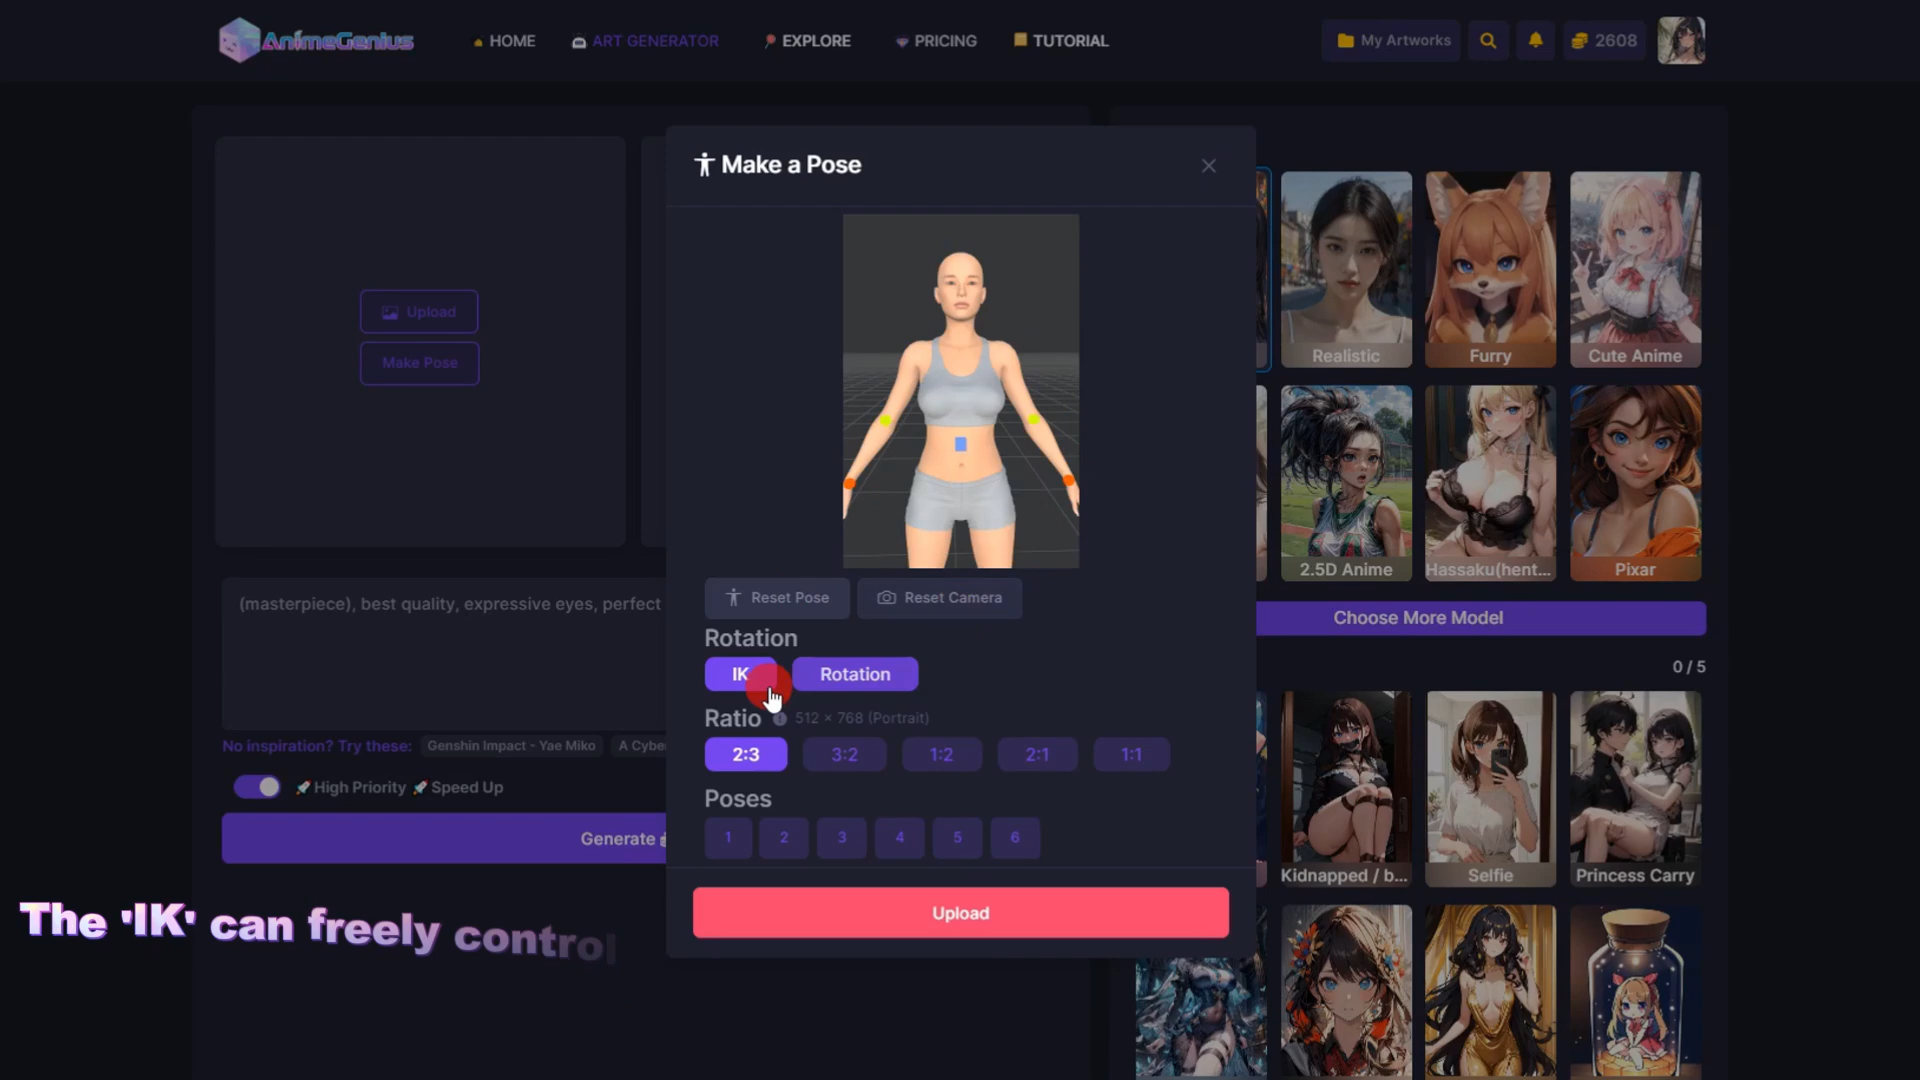 AnimeGenius
HOME
ART GENERATOR
EXPLORE
PRICING
TUTORIAL
My Artworks
2608
Upload
Make Pose
(masterpiece), best quality, expressive eyes, perfect
No inspiration? Try these:
Genshin Impact - Yae Miko
A Cyber
High Priority
Speed Up
Generate
The 'IK' can freely control
Make a Pose
Reset Pose
Reset Camera
Rotation
IK
Rotation
Ratio
512 × 768 (Portrait)
2:3
3:2
1:2
2:1
1:1
Poses
1
2
3
4
5
6
Upload
Realistic
Furry
Cute Anime
2.5D Anime
Hassaku(hent...
Pixar
Choose More Model
0 / 5
Kidnapped / b...
Selfie
Princess Carry